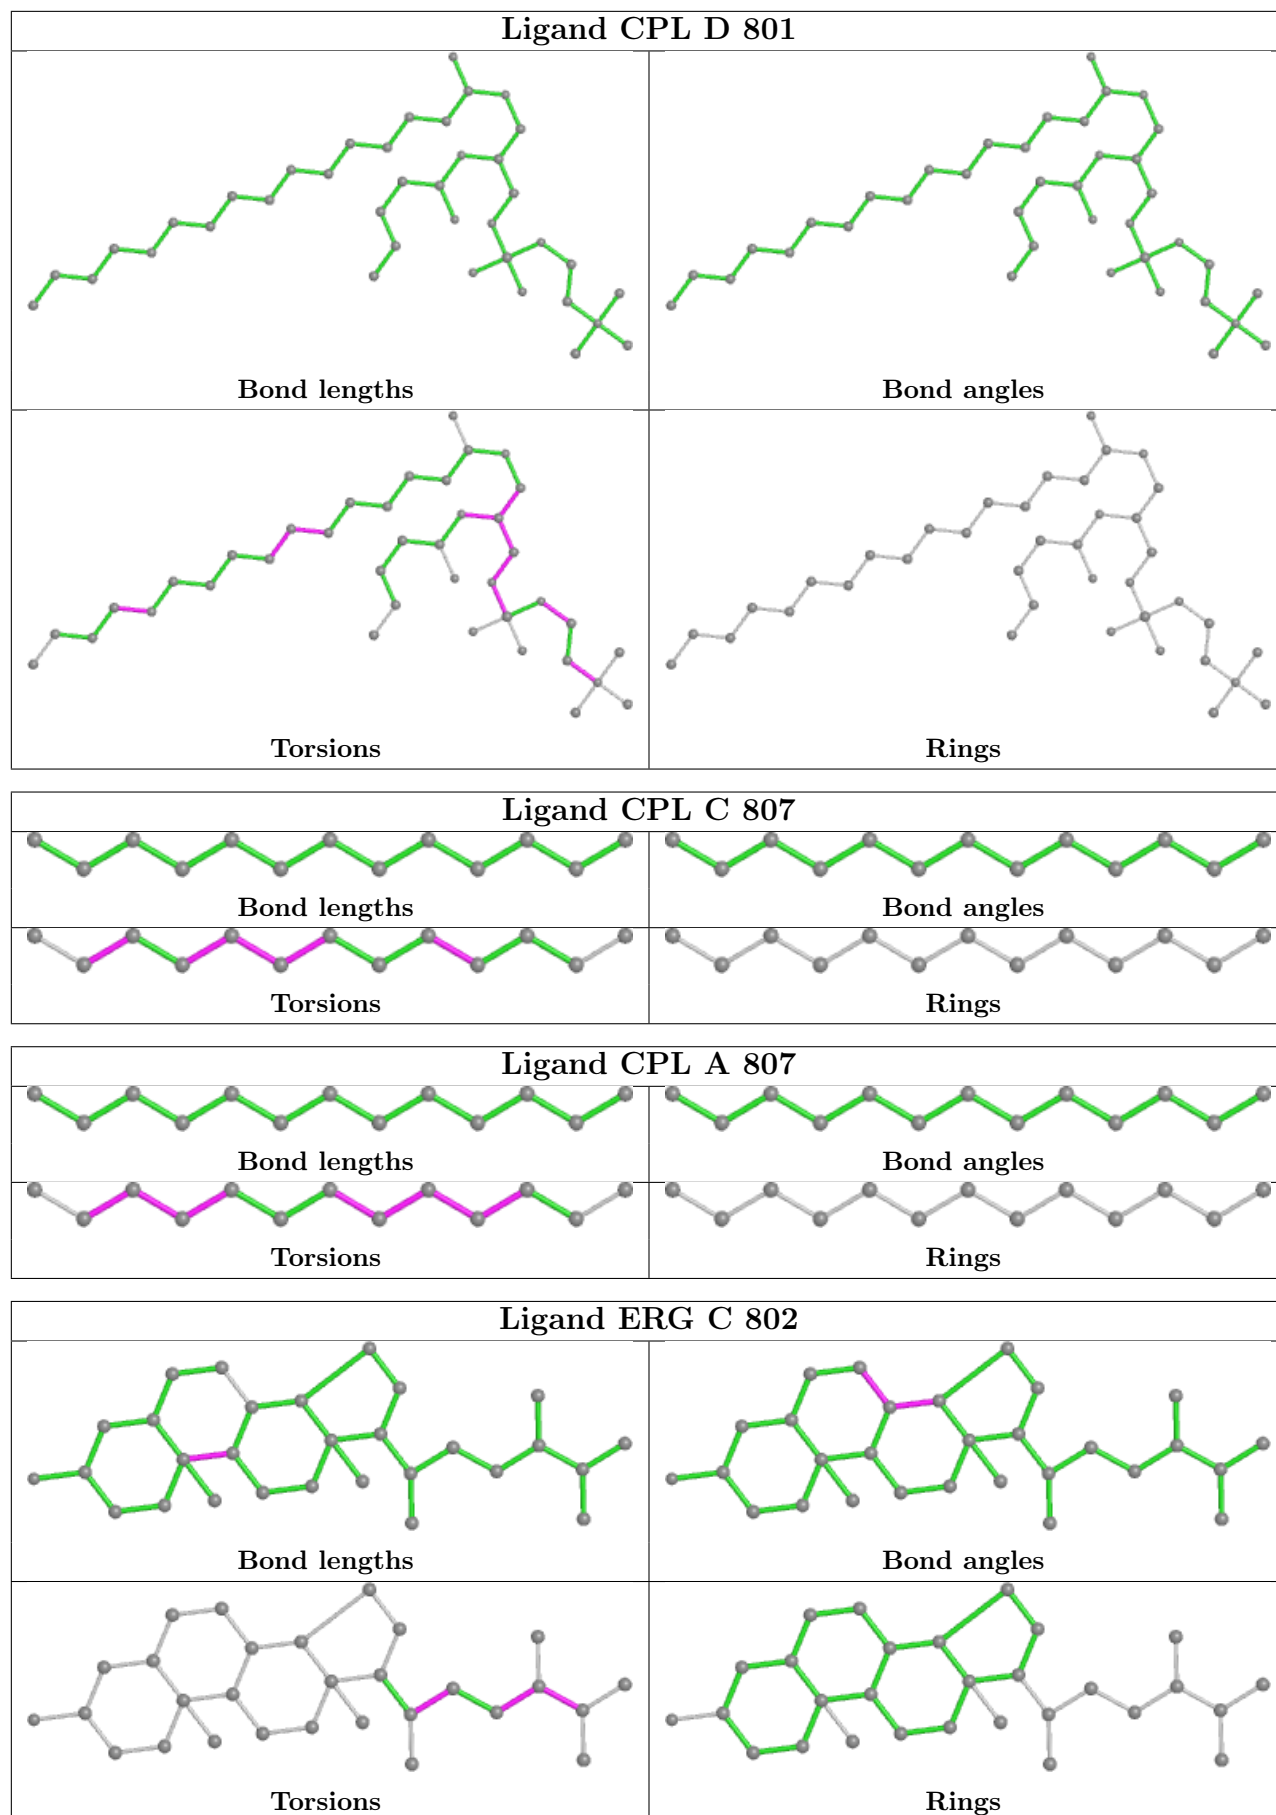 Ligand CPL D 801
Bond lengths
Bond angles
Torsions
Rings
Ligand CPL C 807
Bond lengths
Bond angles
Torsions
Rings
Ligand CPL A 807
Bond lengths
Bond angles
Torsions
Rings
Ligand ERG C 802
Bond lengths
Bond angles
Torsions
Rings